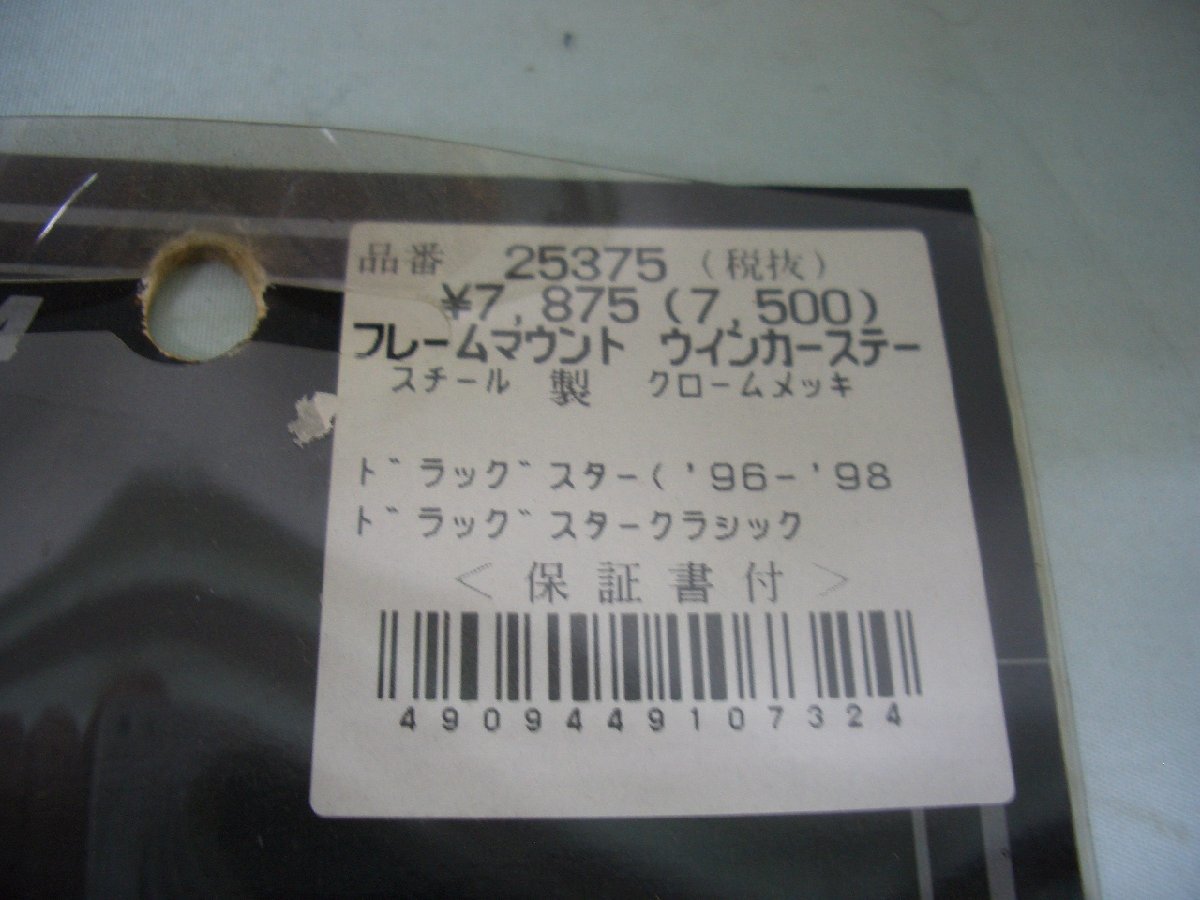 品番 25375 (税抜)
¥7,875 (7,500)
フレームマウント ウインカーステー
スチール 製 クロームメッキ
ト゛ラック゛スター( '96-'98
ト゛ラック゛スタークラシック
＜保証書付＞
4909449107324